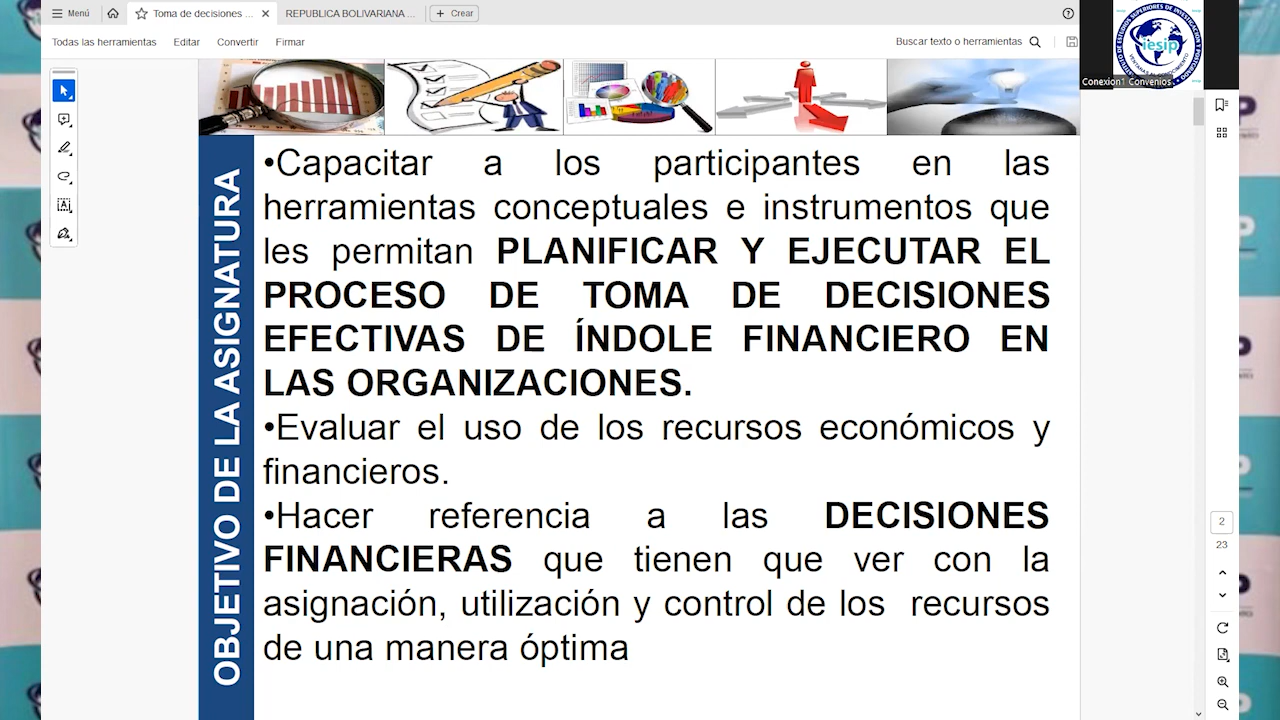 Menú
Toma de decisiones ...
REPUBLICA BOLIVARIANA ...
Crear
Todas las herramientas
Editar
Convertir
Firmar
Buscar texto o herramientas
iesip
Conexion1 Convenios...
OBJETIVO DE LA ASIGNATURA
•Capacitar a los participantes en las
herramientas conceptuales e instrumentos que
les permitan PLANIFICAR Y EJECUTAR EL
PROCESO DE TOMA DE DECISIONES
EFECTIVAS DE ÍNDOLE FINANCIERO EN
LAS ORGANIZACIONES.
•Evaluar el uso de los recursos económicos y
financieros.
•Hacer referencia a las DECISIONES
FINANCIERAS que tienen que ver con la
asignación, utilización y control de los recursos
de una manera óptima
2
23